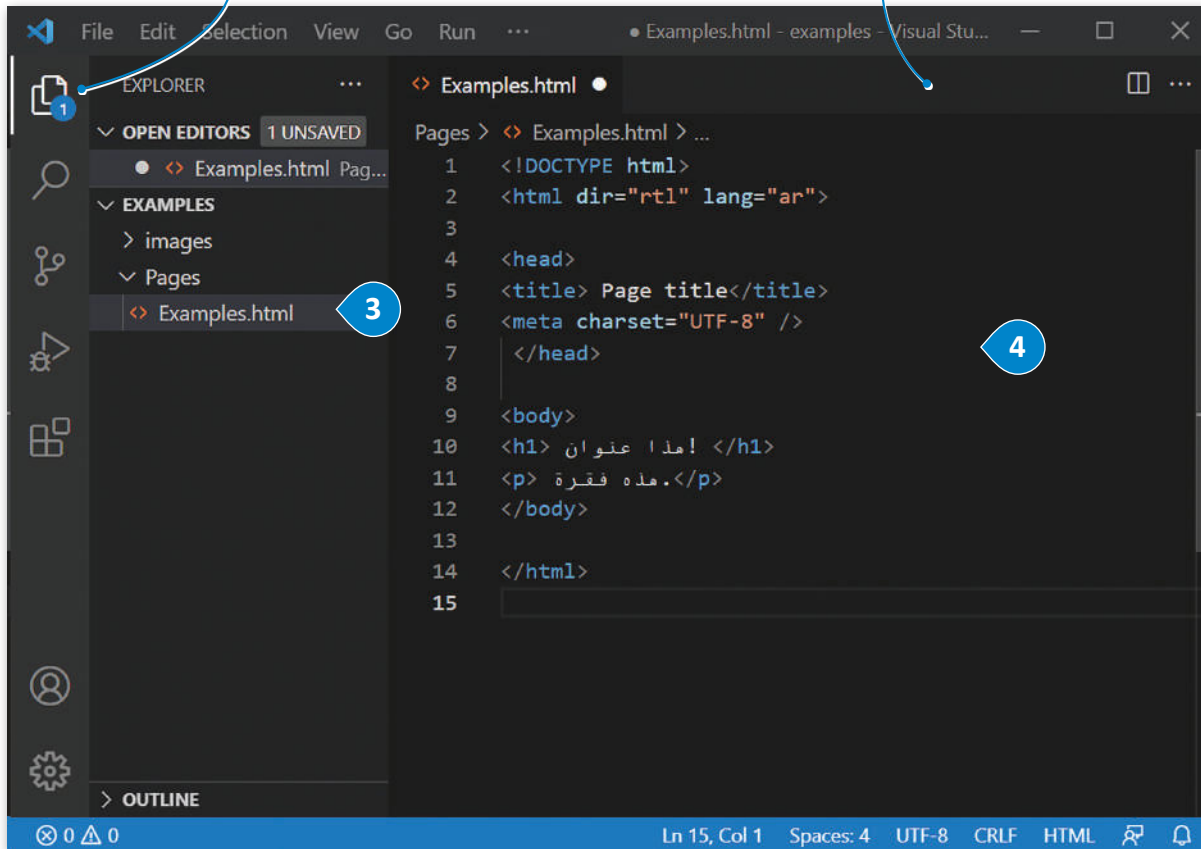 File Edit Selection View Go Run ... ● Examples.html - examples - Visual Stu...
1
EXPLORER ...
<> Examples.html ●
OPEN EDITORS 1 UNSAVED
● <> Examples.html Pag...
EXAMPLES
> images
Pages
<> Examples.html
3
Pages > <> Examples.html > ...
1 <!DOCTYPE html>
2 <html dir="rtl" lang="ar">
3
4 <head>
5 <title> Page title</title>
6 <meta charset="UTF-8" />
7 </head>
8
9 <body>
10 <h1> هذا عنوان! </h1>
11 <p> هذه فقرة.</p>
12 </body>
13
14 </html>
15
4
> OUTLINE
0 0 Ln 15, Col 1 Spaces: 4 UTF-8 CRLF HTML